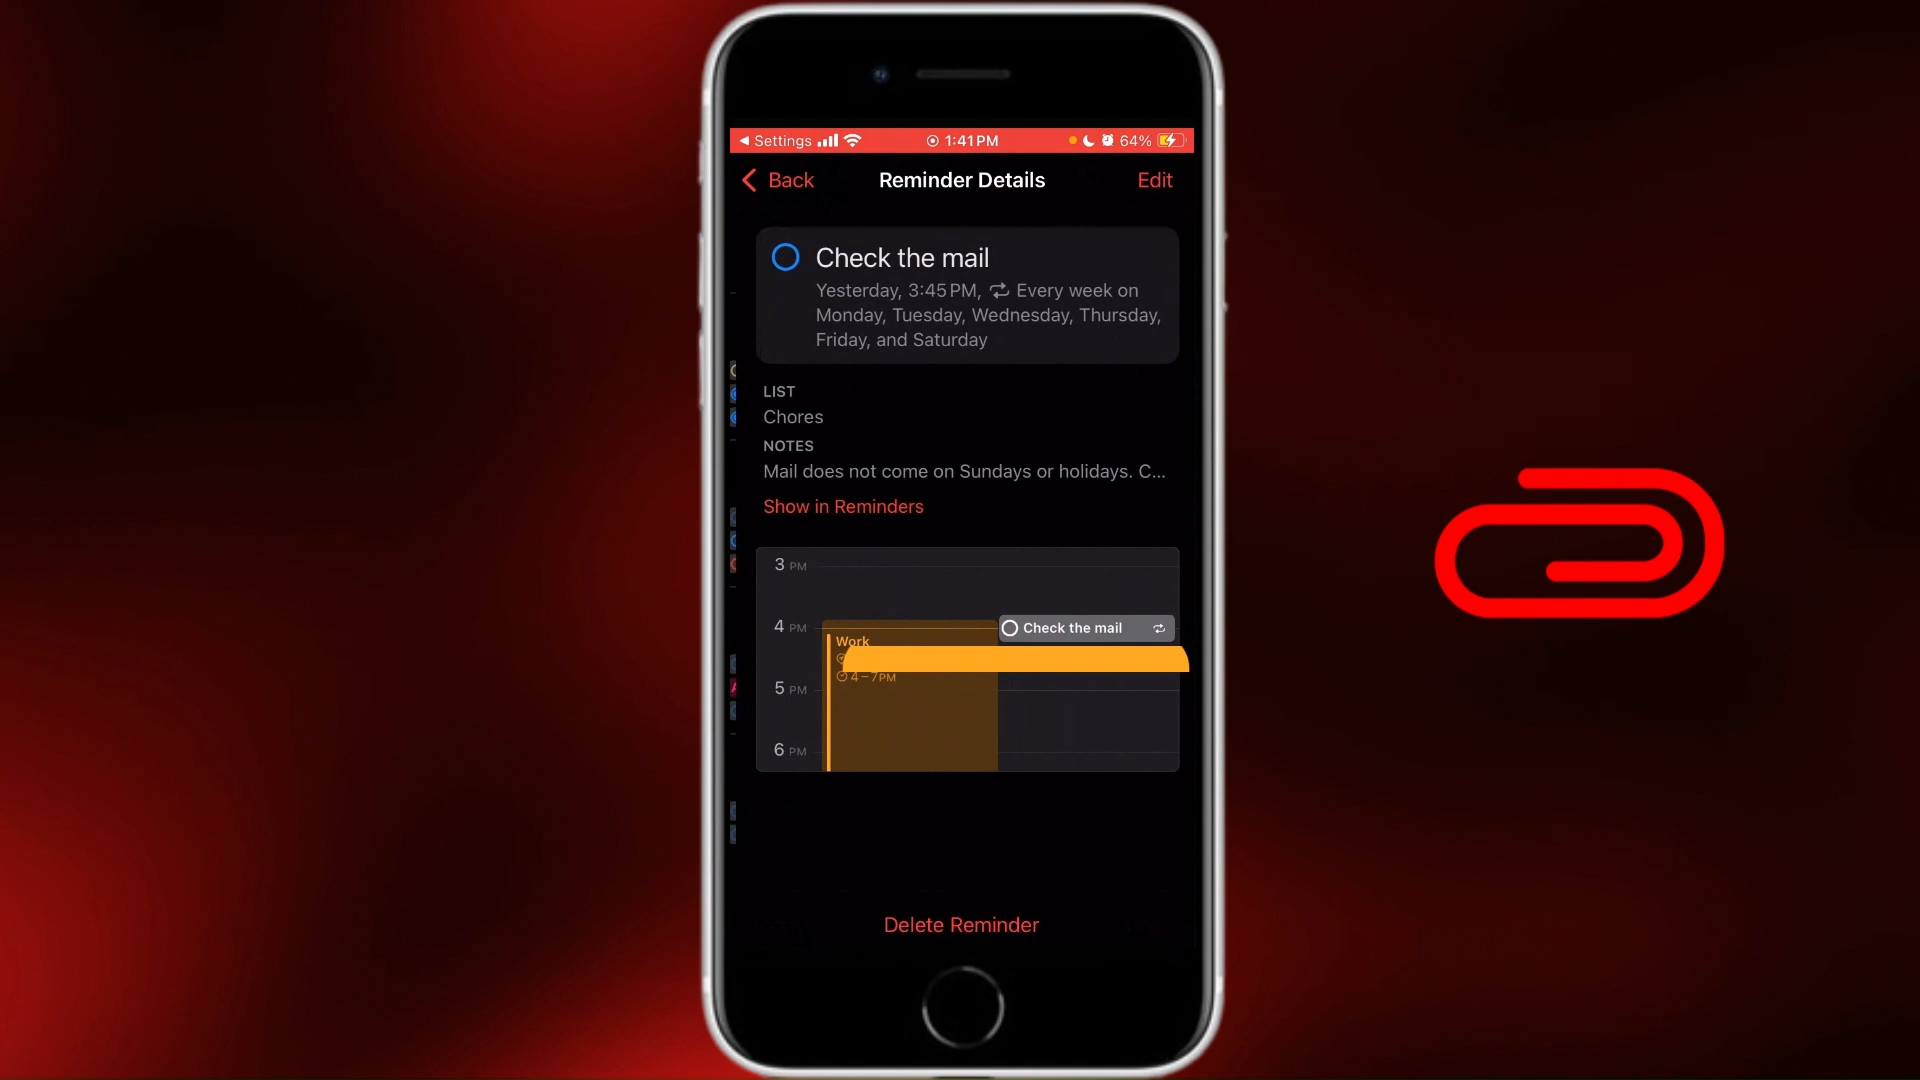 Settings 1:41 PM 64%
Back Reminder Details Edit
Check the mail
Yesterday, 3:45 PM, Every week on
Monday, Tuesday, Wednesday, Thursday,
Friday, and Saturday
LIST
Chores
NOTES
Mail does not come on Sundays or holidays. C...
Show in Reminders
3 PM
4 PM
Check the mail
Work
4 – 7 PM
5 PM
6 PM
Delete Reminder